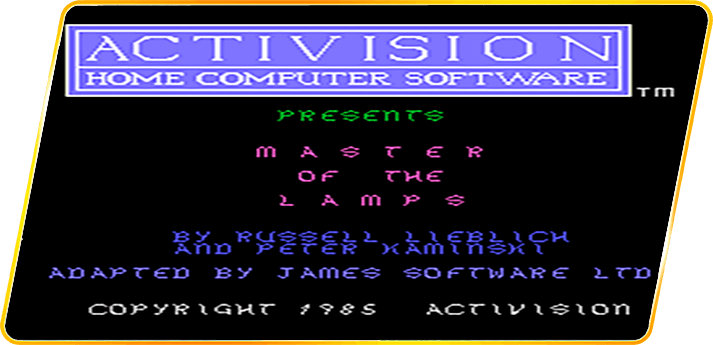 ACTIVISION
HOME COMPUTER SOFTWARE
TM
PRESENTS
MASTER
OF THE
LAMPS
BY RUSSELL LIEBLICH
AND PETER KAMINSKI
ADAPTED BY JAMES SOFTWARE LTD
COPYRIGHT 1985 ACTIVISION